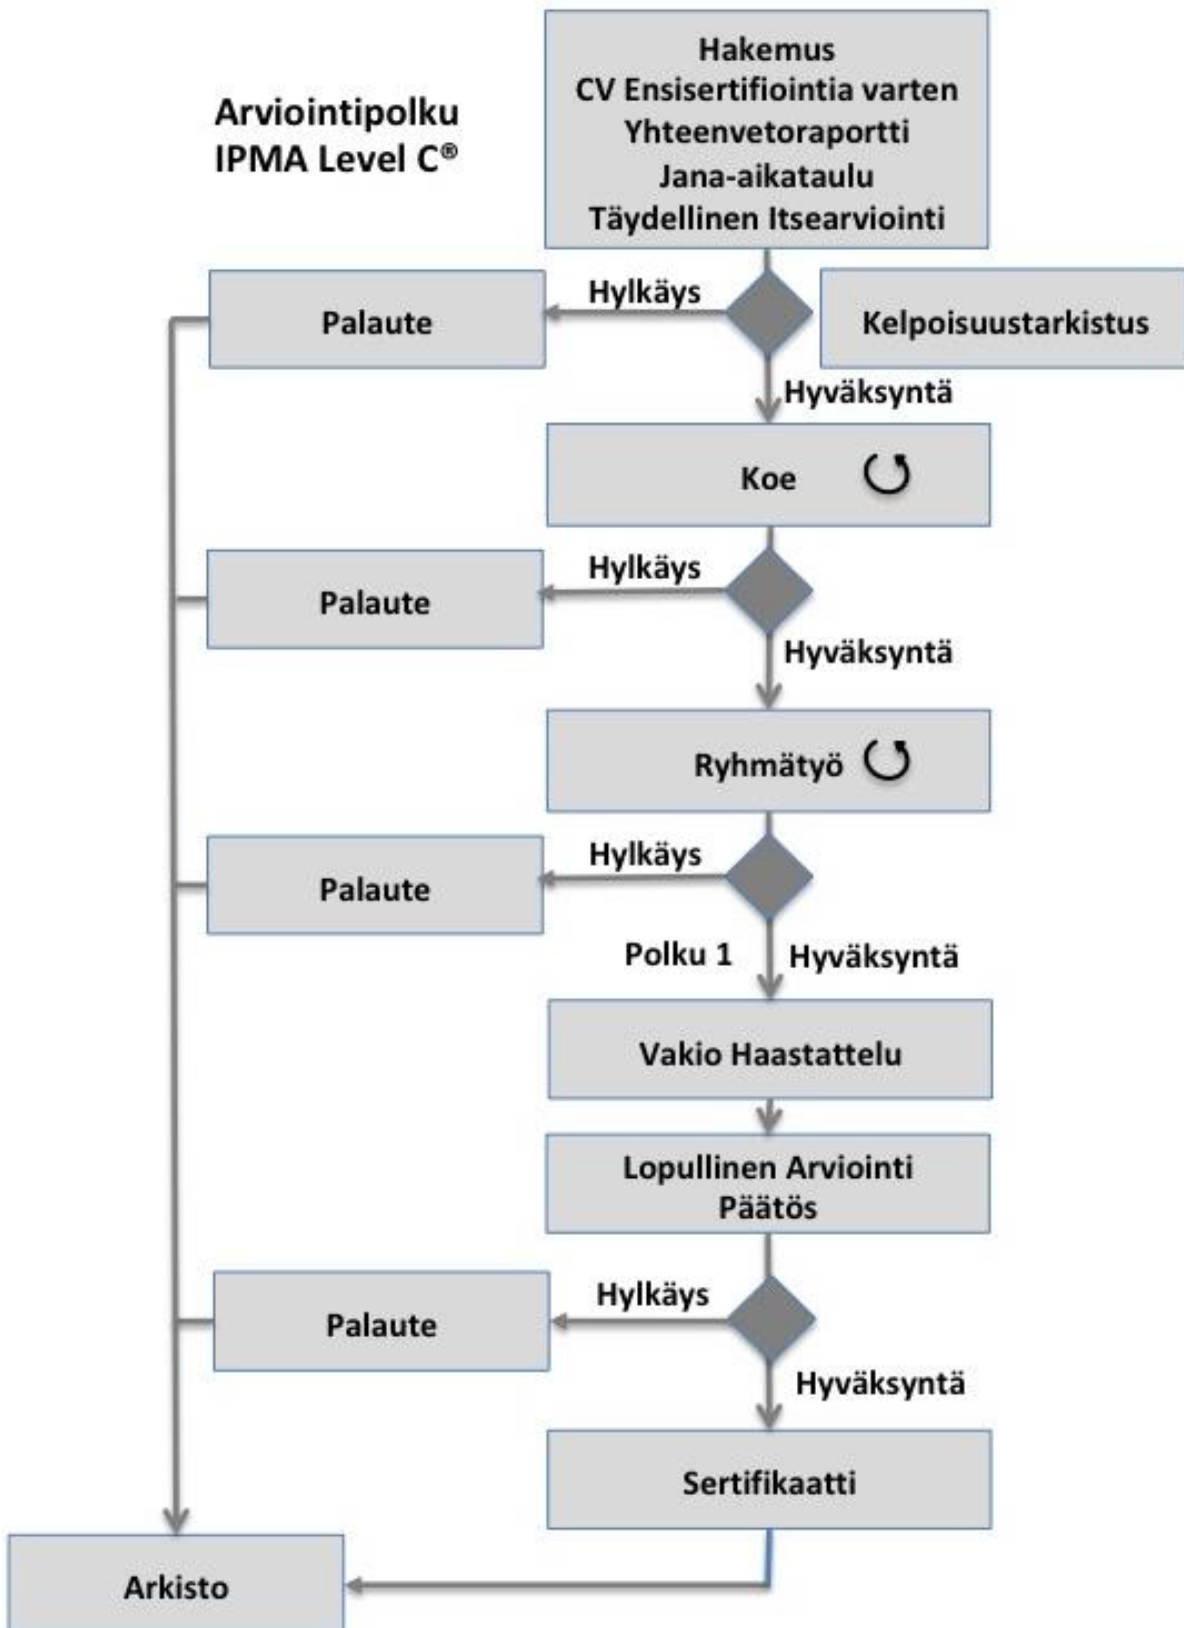 Arviointipolku
IPMA Level C®
Hakemus
CV Ensisertifiointia varten
Yhteenvetoraportti
Jana-aikataulu
Täydellinen Itsearviointi
Palaute
Hylkäys
Kelpoisuustarkistus
Hyväksyntä
Koe
Palaute
Hylkäys
Hyväksyntä
Ryhmätyö
Palaute
Hylkäys
Polku 1
Hyväksyntä
Vakio Haastattelu
Lopullinen Arviointi
Päätös
Palaute
Hylkäys
Hyväksyntä
Sertifikaatti
Arkisto